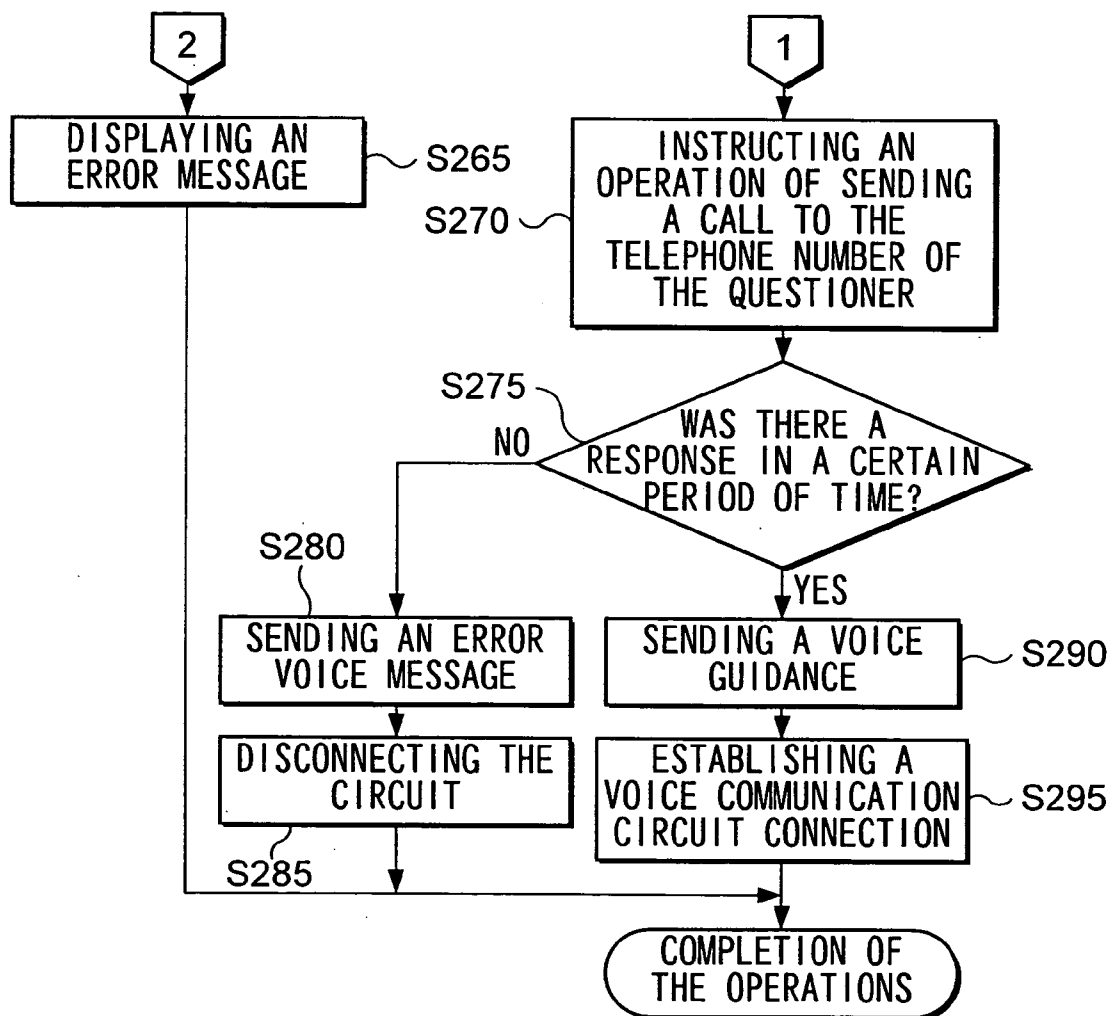 2
1
DISPLAYING AN
ERROR MESSAGE
S265
INSTRUCTING AN
OPERATION OF SENDING
A CALL TO THE
TELEPHONE NUMBER OF
THE QUESTIONER
S270
S275
WAS THERE A
RESPONSE IN A CERTAIN
PERIOD OF TIME?
NO
YES
S280
SENDING AN ERROR
VOICE MESSAGE
SENDING A VOICE
GUIDANCE
S290
DISCONNECTING THE
CIRCUIT
S285
ESTABLISHING A
VOICE COMMUNICATION
CIRCUIT CONNECTION
S295
COMPLETION OF
THE OPERATIONS